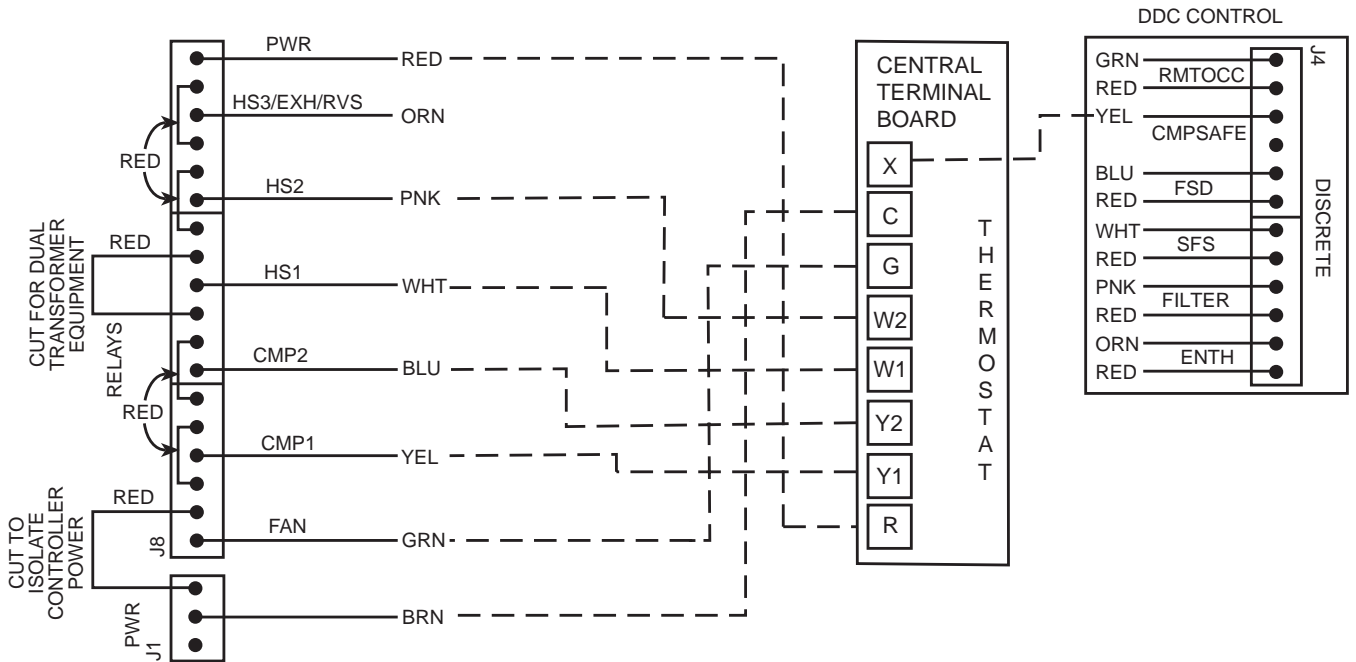 DDC CONTROL
PWR
RED
HS3/EXH/RVS
ORN
RED
HS2
PNK
RED
HS1
WHT
CUT FOR DUAL
TRANSFORMER
EQUIPMENT
RELAYS
CMP2
BLU
RED
CMP1
YEL
RED
FAN
GRN
J8
CUT TO
ISOLATE
CONTROLLER
POWER
BRN
PWR
J1
CENTRAL
TERMINAL
BOARD
X
C
G
W2
W1
Y2
Y1
R
THERMOSTAT
GRN
RMTOCC
RED
YEL
CMPSAFE
BLU
FSD
RED
WHT
SFS
RED
PNK
FILTER
RED
ORN
ENTH
RED
J4
DISCRETE